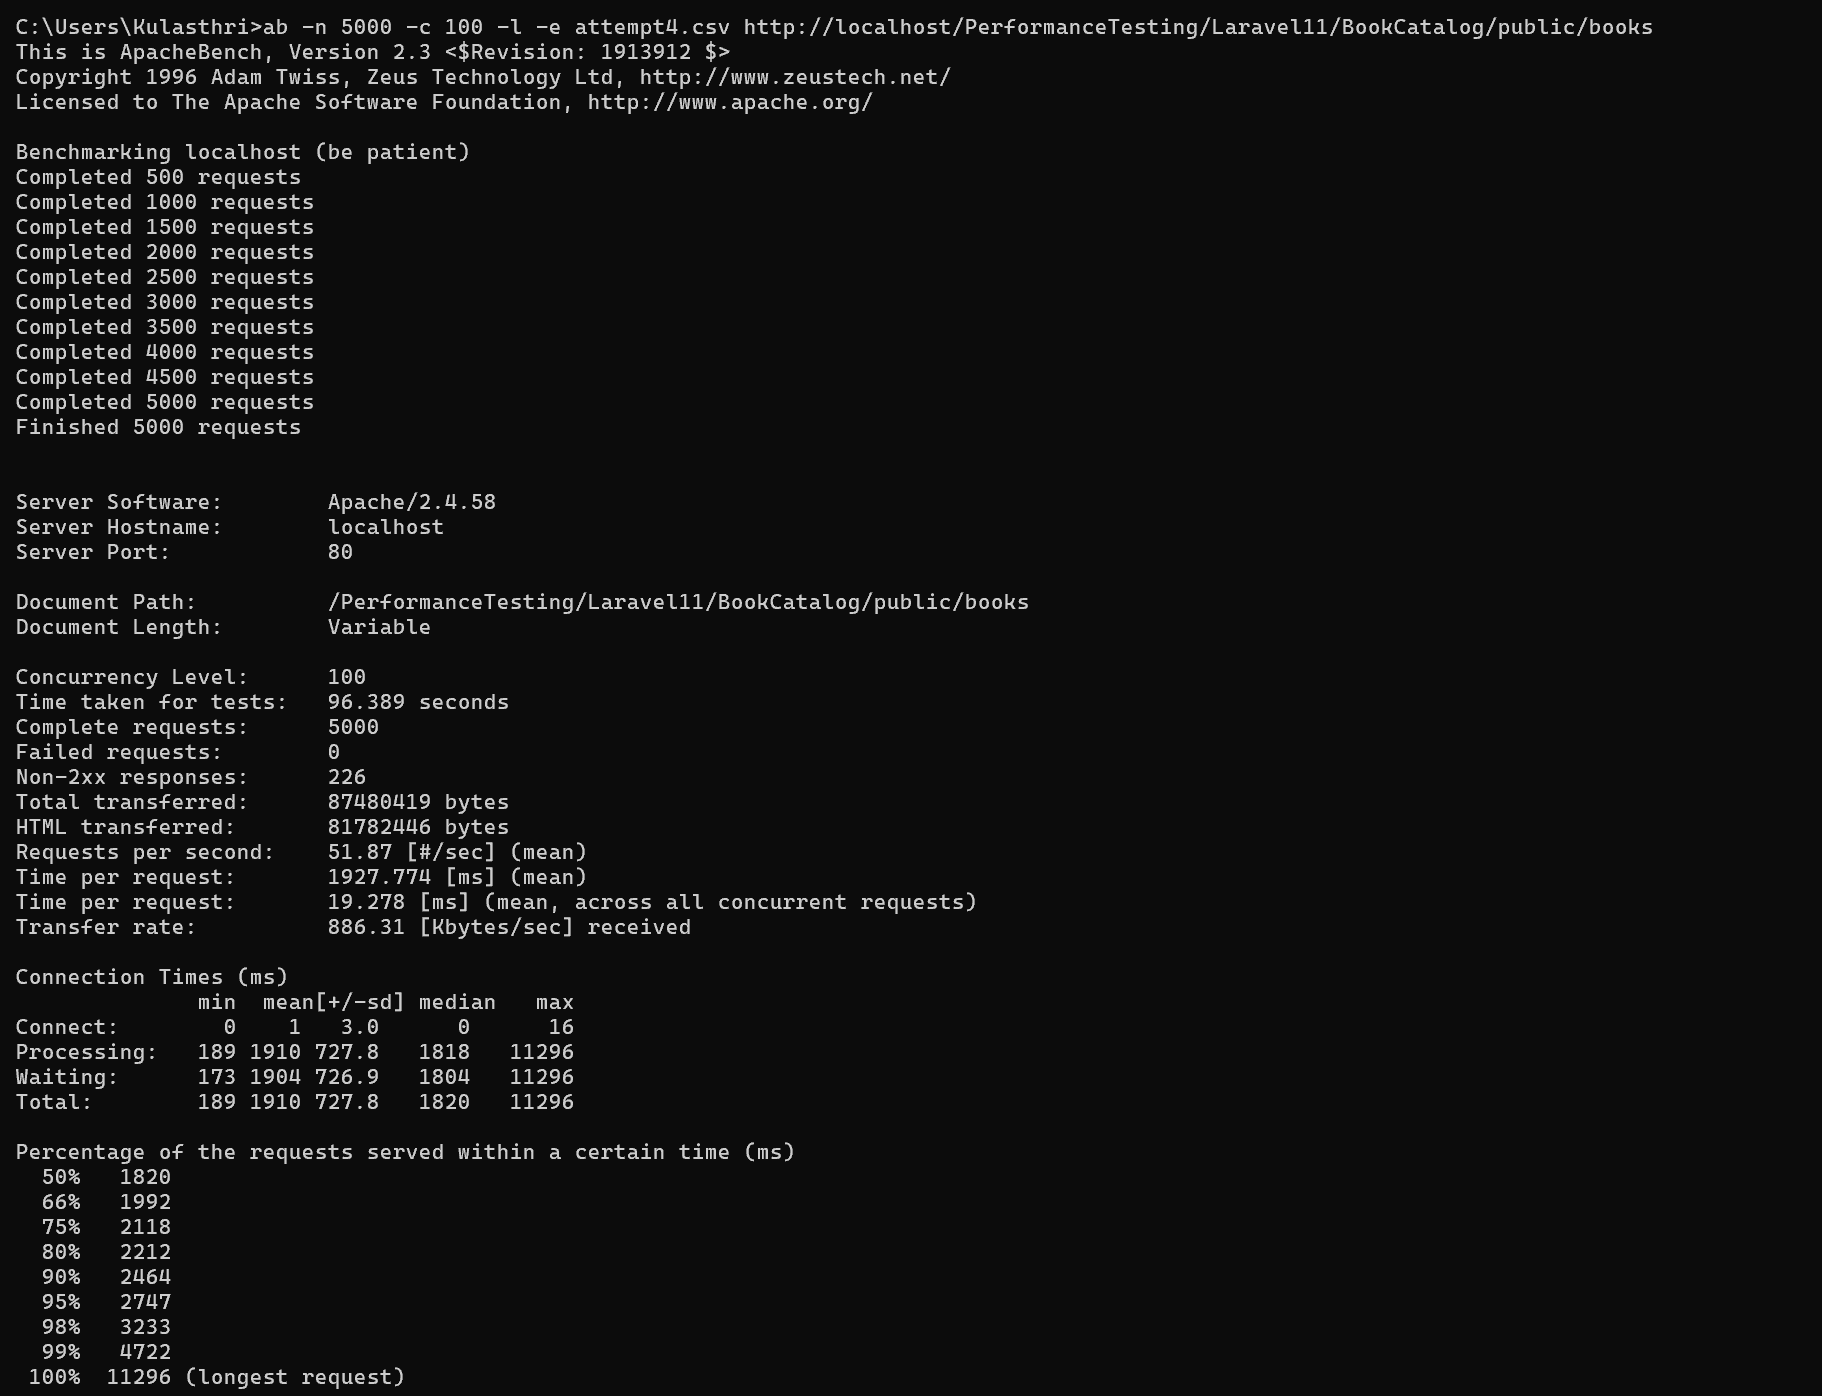 C:\Users\Kulasthri>ab -n 5000 -c 100 -l -e attempt4.csv http://localhost/PerformanceTesting/Laravel11/BookCatalog/public/books
This is ApacheBench, Version 2.3 <$Revision: 1913912 $>
Copyright 1996 Adam Twiss, Zeus Technology Ltd, http://www.zeustech.net/
Licensed to The Apache Software Foundation, http://www.apache.org/

Benchmarking localhost (be patient)
Completed 500 requests
Completed 1000 requests
Completed 1500 requests
Completed 2000 requests
Completed 2500 requests
Completed 3000 requests
Completed 3500 requests
Completed 4000 requests
Completed 4500 requests
Completed 5000 requests
Finished 5000 requests


Server Software:        Apache/2.4.58
Server Hostname:        localhost
Server Port:            80

Document Path:          /PerformanceTesting/Laravel11/BookCatalog/public/books
Document Length:        Variable

Concurrency Level:      100
Time taken for tests:   96.389 seconds
Complete requests:      5000
Failed requests:        0
Non-2xx responses:      226
Total transferred:      87480419 bytes
HTML transferred:       81782446 bytes
Requests per second:    51.87 [#/sec] (mean)
Time per request:       1927.774 [ms] (mean)
Time per request:       19.278 [ms] (mean, across all concurrent requests)
Transfer rate:          886.31 [Kbytes/sec] received

Connection Times (ms)
              min  mean[+/-sd] median   max
Connect:        0    1   3.0      0      16
Processing:   189 1910 727.8   1818   11296
Waiting:      173 1904 726.9   1804   11296
Total:        189 1910 727.8   1820   11296

Percentage of the requests served within a certain time (ms)
  50%   1820
  66%   1992
  75%   2118
  80%   2212
  90%   2464
  95%   2747
  98%   3233
  99%   4722
 100%  11296 (longest request)